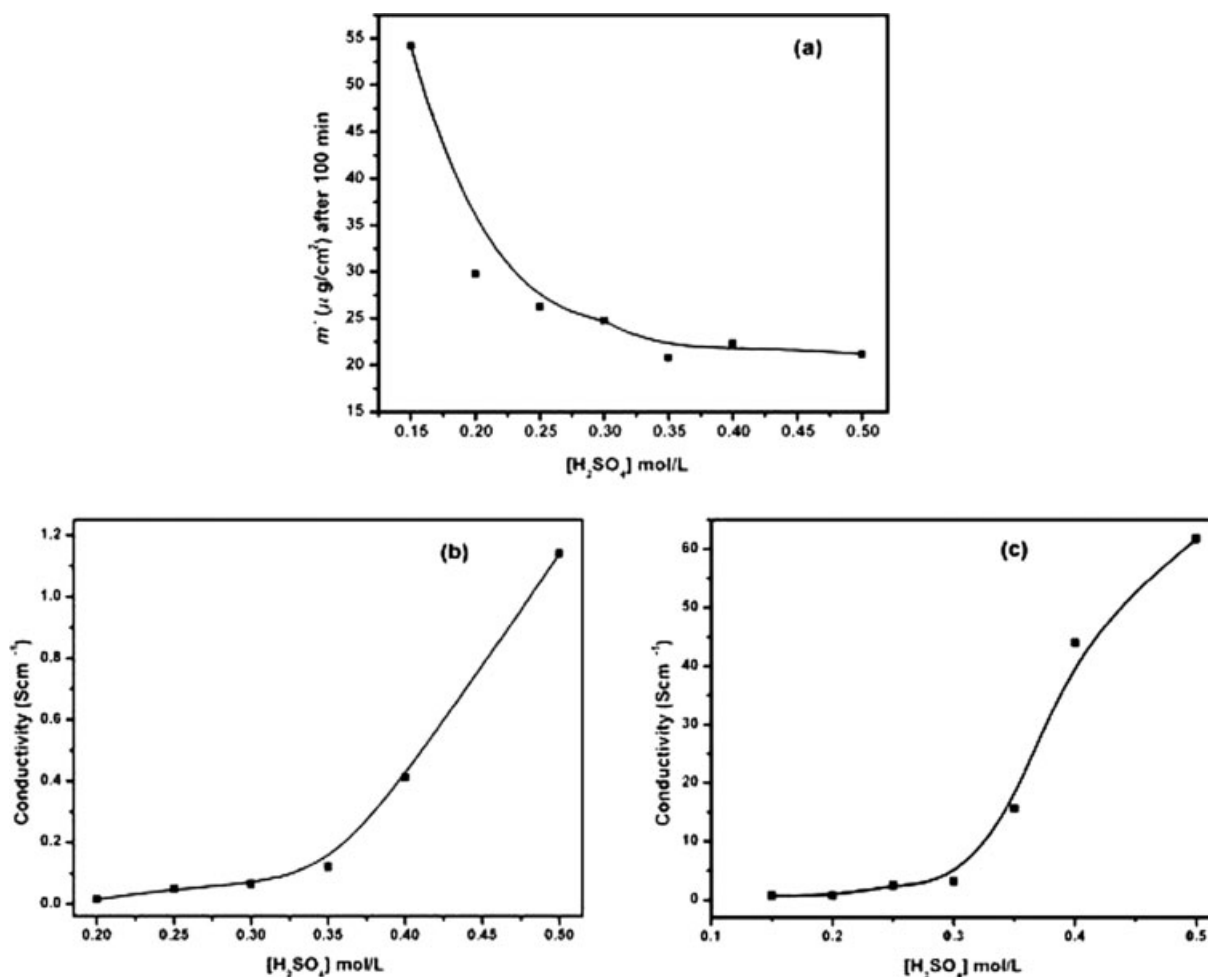 (a)
m˙ (μ g/cm²) after 100 min
55
50
45
40
35
30
25
20
15
0.15 0.20 0.25 0.30 0.35 0.40 0.45 0.50
[H₂SO₄] mol/L
(b)
Conductivity (Scm⁻¹)
1.2
1.0
0.8
0.6
0.4
0.2
0.0
0.20 0.25 0.30 0.35 0.40 0.45 0.50
[H₂SO₄] mol/L
(c)
Conductivity (Scm⁻¹)
60
50
40
30
20
10
0
0.1 0.2 0.3 0.4 0.5
[H₂SO₄] mol/L